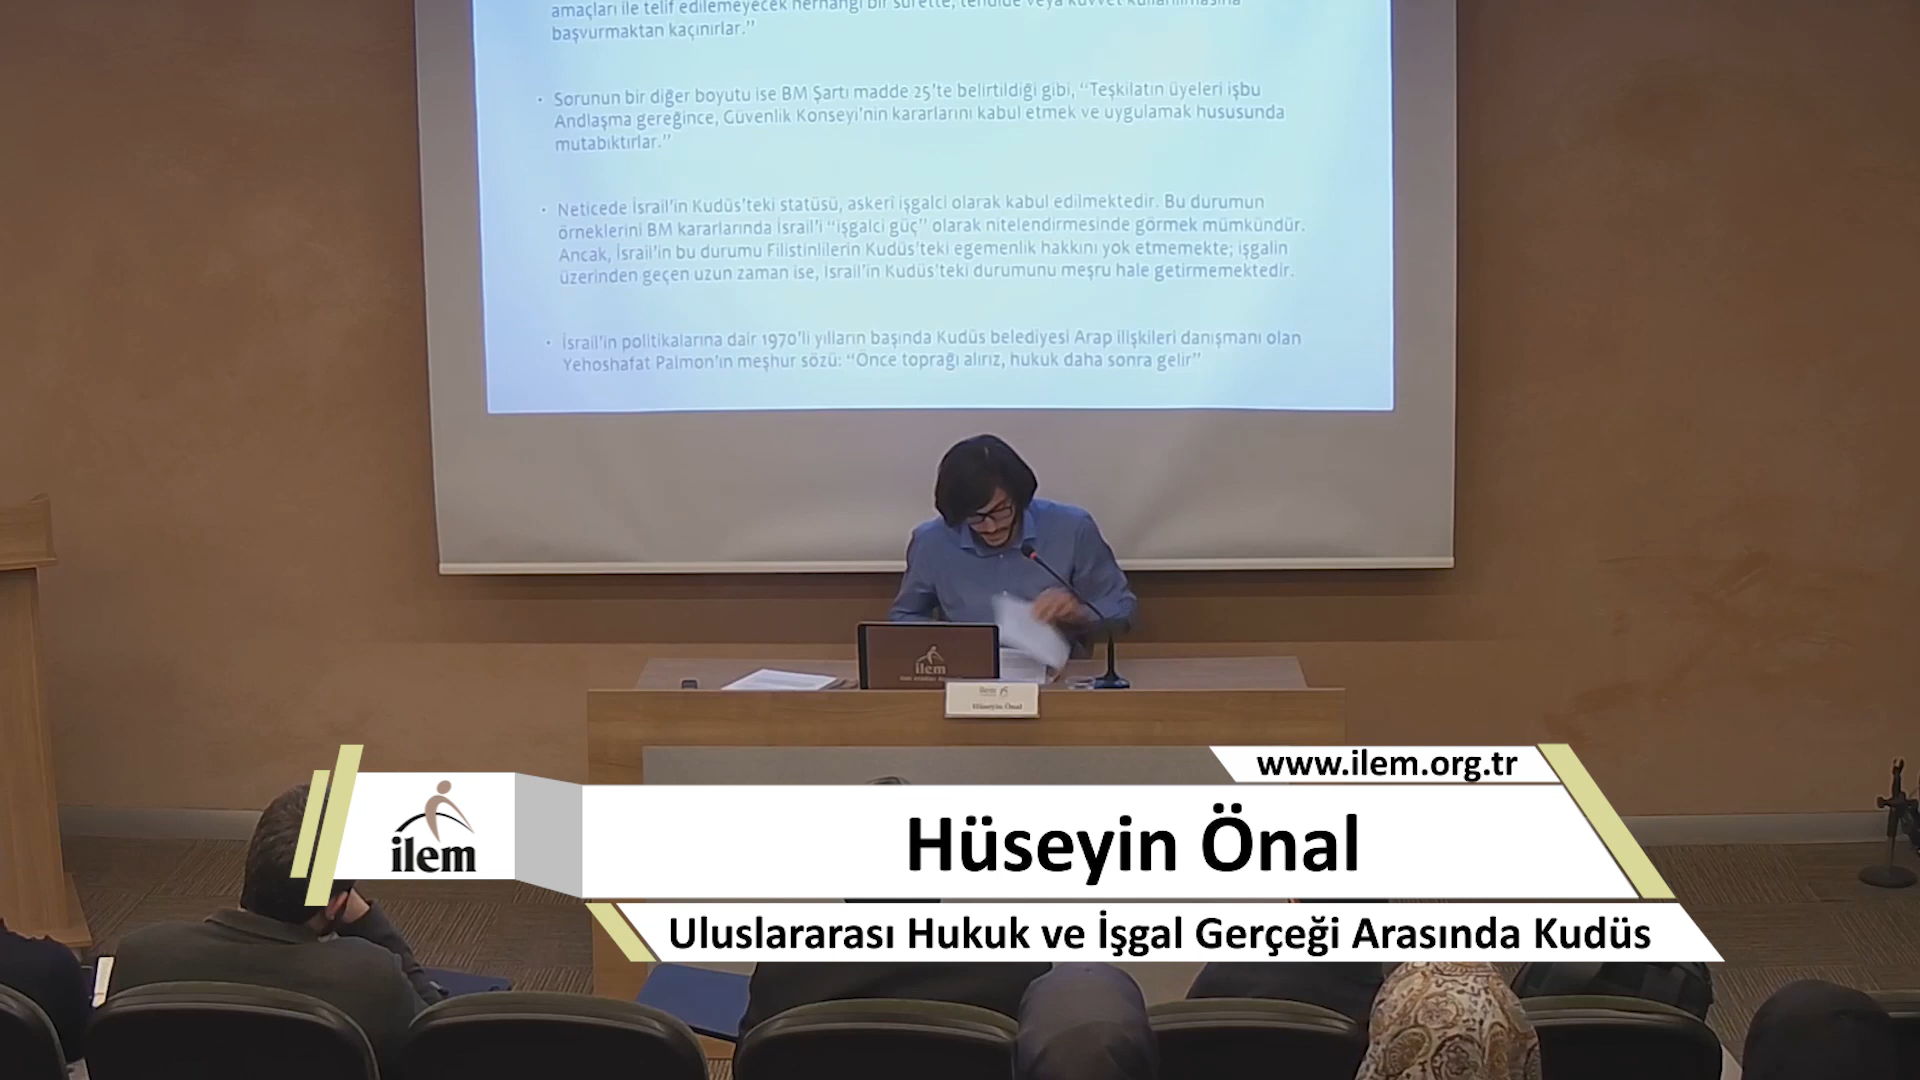 amaçları ile telif edilemeyecek herhangi bir surette, tehdide veya kuvvet kullanılmasına
başvurmaktan kaçınırlar."
• Sorunun bir diğer boyutu ise BM Şartı madde 25'te belirtildiği gibi, "Teşkilatın üyeleri işbu
Andlaşma gereğince, Güvenlik Konseyi'nin kararlarını kabul etmek ve uygulamak hususunda
mutabıktırlar."
• Neticede İsrail'in Kudüs'teki statüsü, askerî işgalci olarak kabul edilmektedir. Bu durumun
örneklerini BM kararlarında İsrail'i "işgalci güç" olarak nitelendirmesinde görmek mümkündür.
Ancak, İsrail'in bu durumu Filistinlilerin Kudüs'teki egemenlik hakkını yok etmemekte; işgalin
üzerinden geçen uzun zaman ise, İsrail'in Kudüs'teki durumunu meşru hale getirmemektedir.
• İsrail'in politikalarına dair 1970'li yılların başında Kudüs belediyesi Arap ilişkileri danışmanı olan
Yehoshafat Palmon'ın meşhur sözü: "Önce toprağı alırız, hukuk daha sonra gelir"
ilem
ilem
Hüseyin Önal
www.ilem.org.tr
ilem
Hüseyin Önal
Uluslararası Hukuk ve İşgal Gerçeği Arasında Kudüs